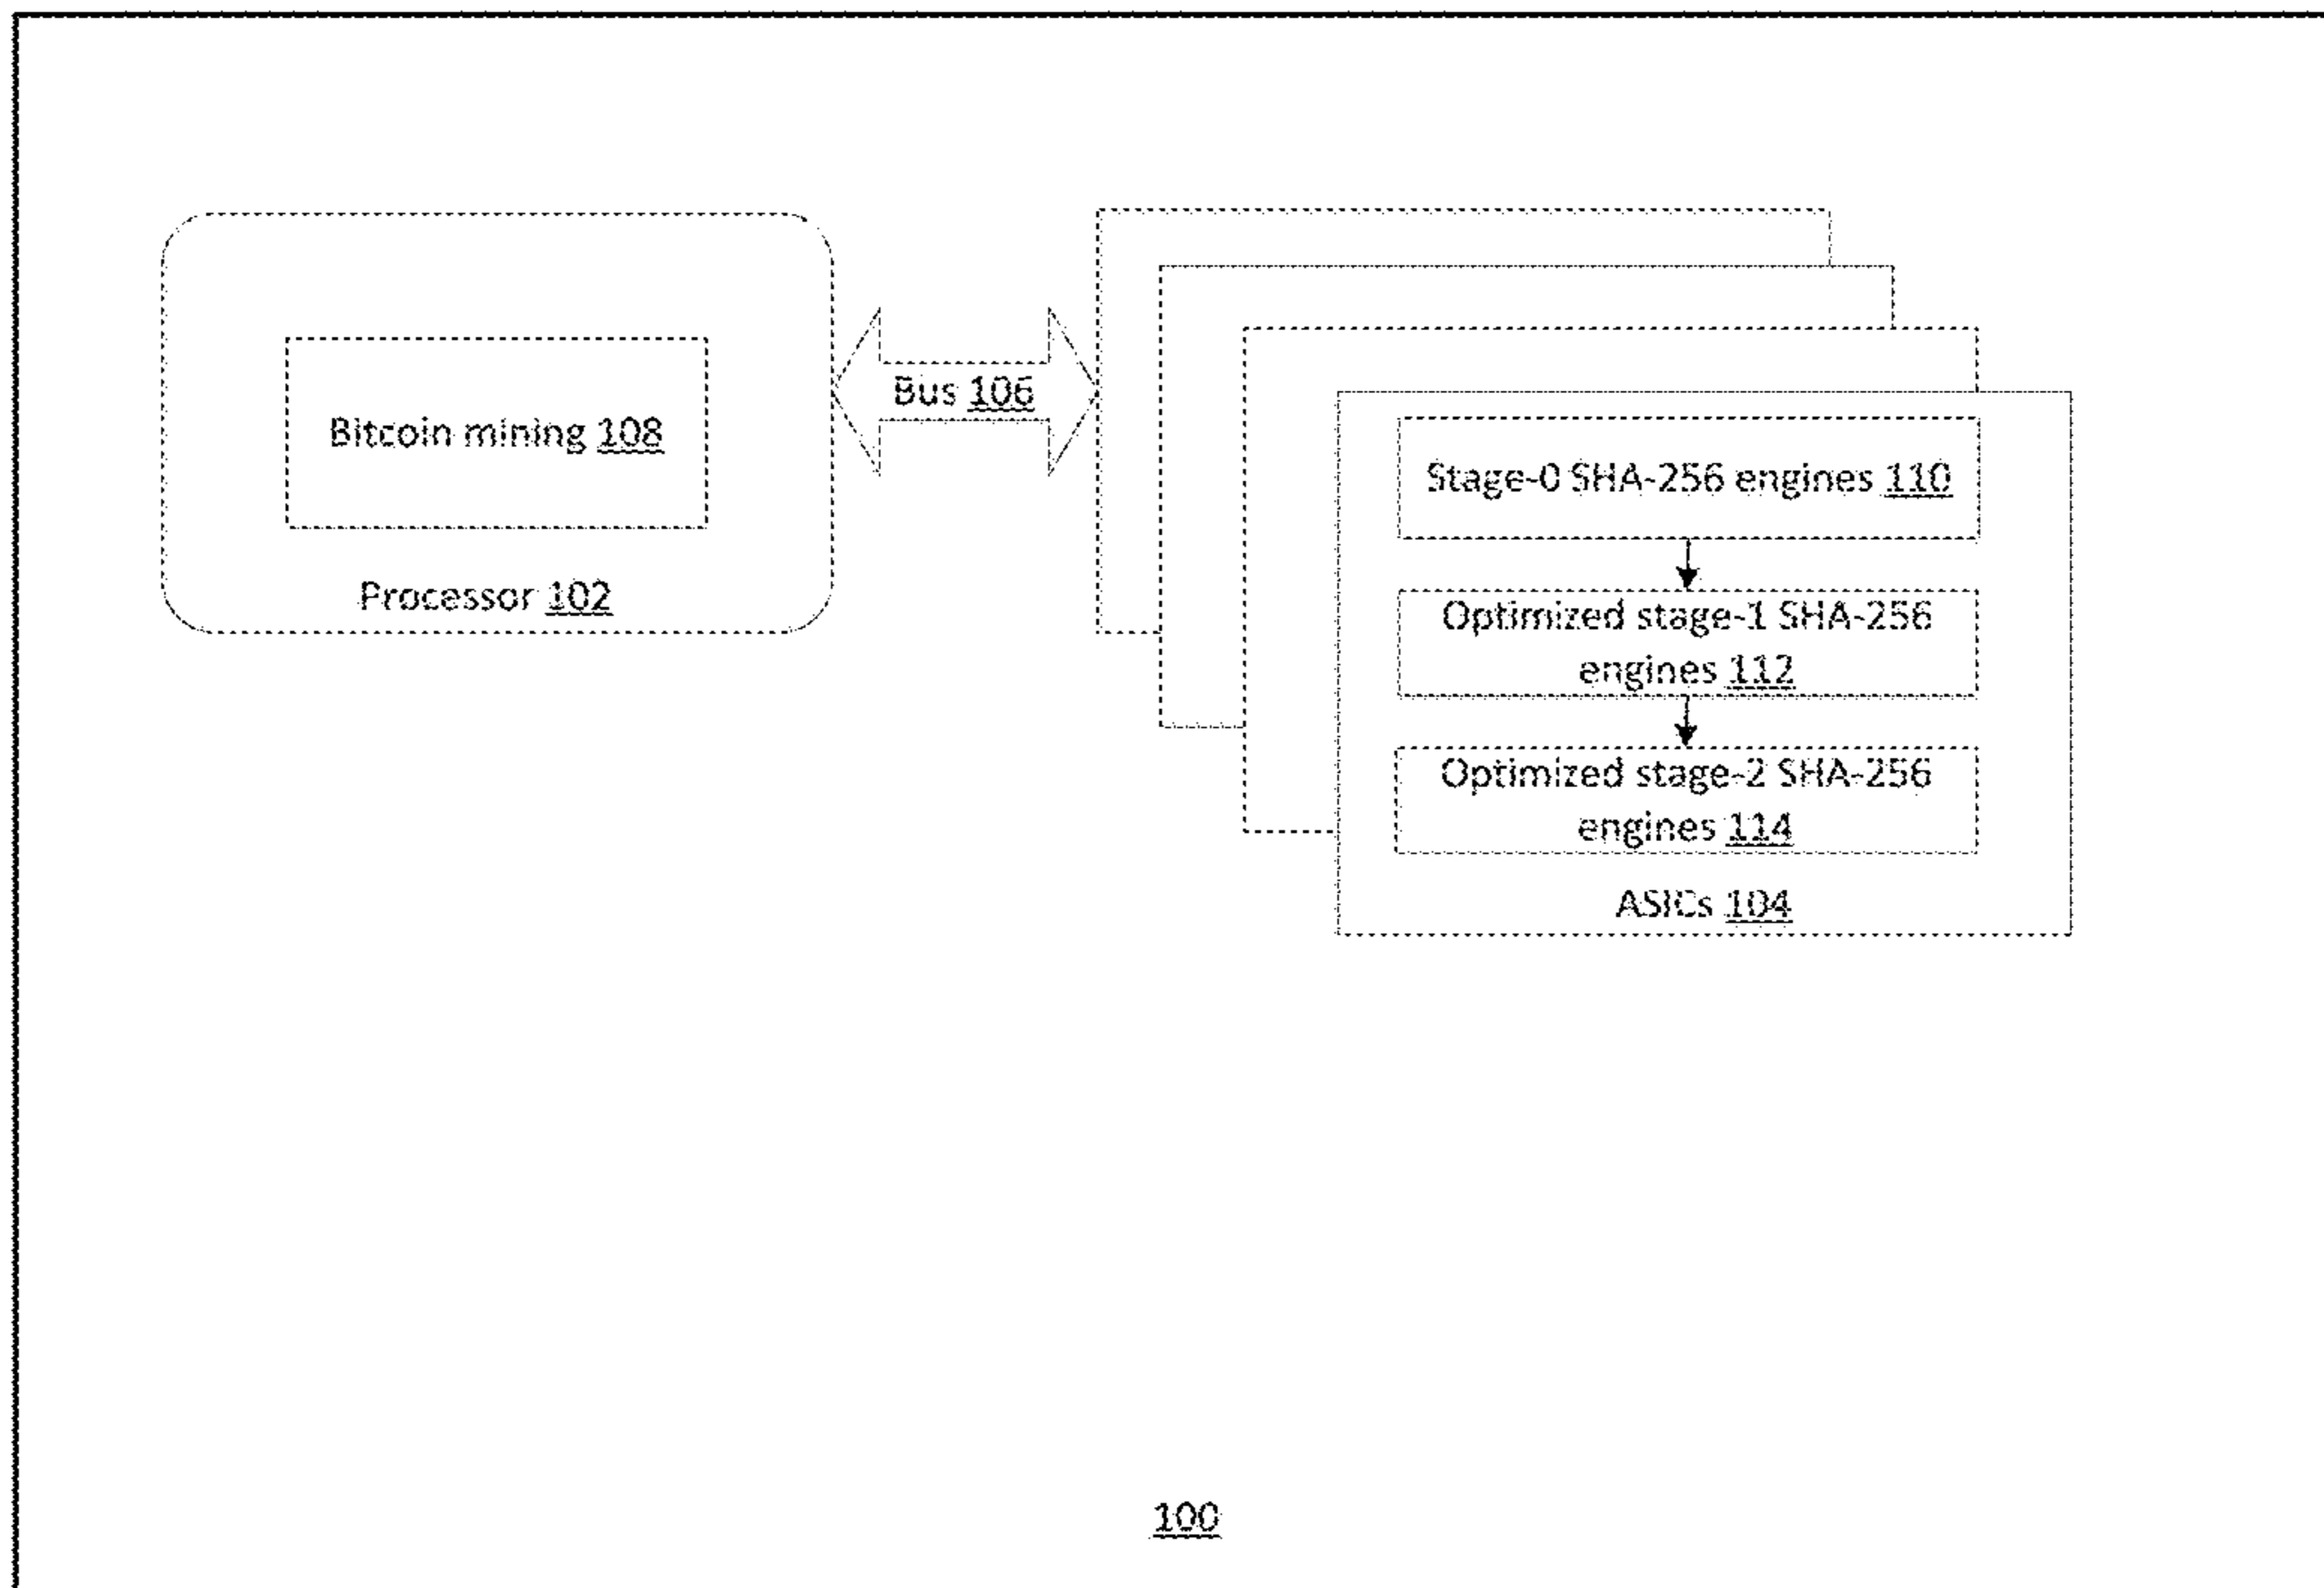 Bitcoin mining 108
Processor 102
Bus 106
Stage-0 SHA-256 engines 110
Optimized stage-1 SHA-256
engines 112
Optimized stage-2 SHA-256
engines 114
ASICs 104
100